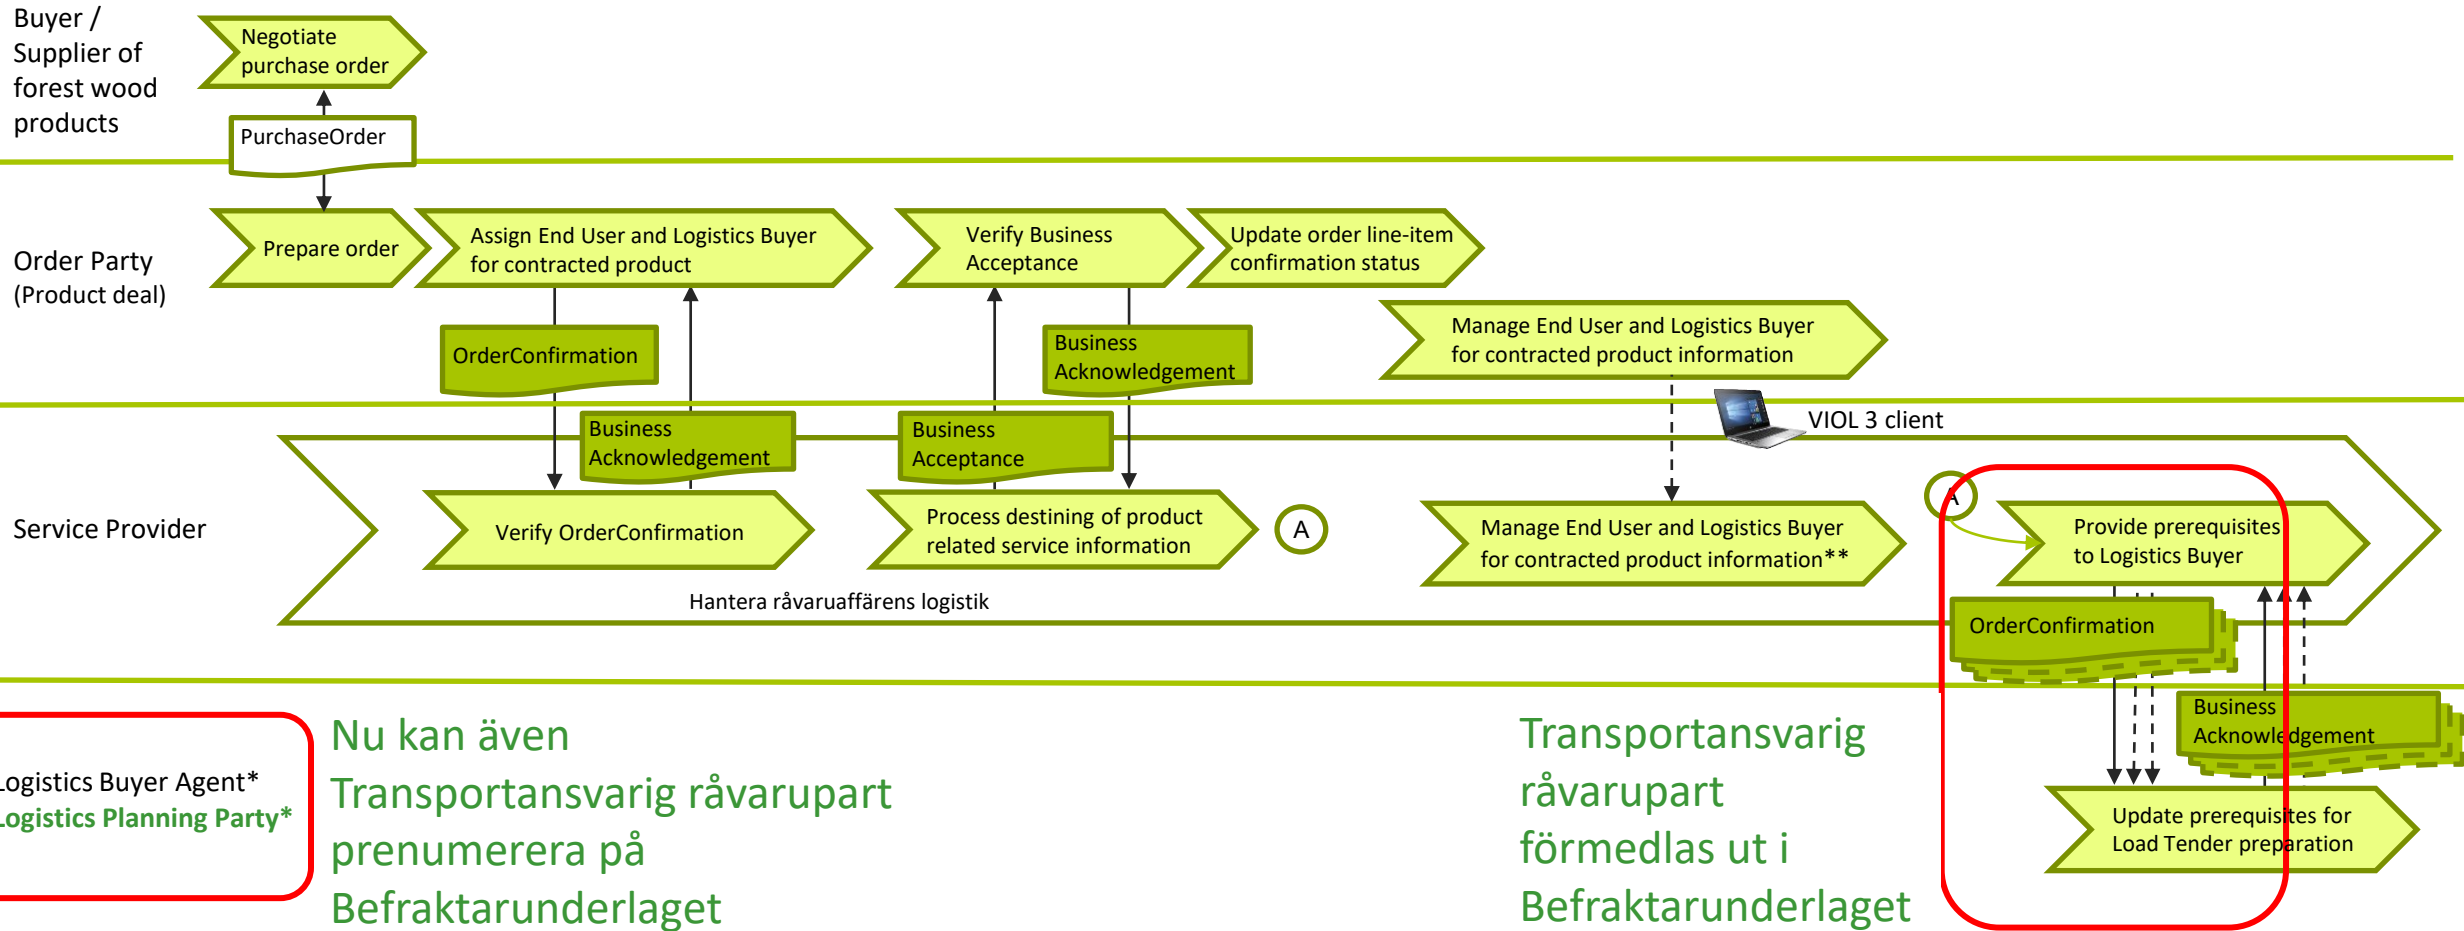 Buyer /
Supplier of
forest wood
products
Negotiate
purchase order
PurchaseOrder
Order Party
(Product deal)
Prepare order
Assign End User and Logistics Buyer
for contracted product
Verify Business
Acceptance
Update order line-item
confirmation status
OrderConfirmation
Business
Acknowledgement
Manage End User and Logistics Buyer
for contracted product information
VIOL 3 client
Business
Acknowledgement
Business
Acceptance
Service Provider
Verify OrderConfirmation
Process destining of product
related service information
A
Manage End User and Logistics Buyer
for contracted product information**
A
Provide prerequisites
to Logistics Buyer
Hantera råvaruaffärens logistik
OrderConfirmation
Business
Acknowledgement
Logistics Buyer Agent*
Logistics Planning Party*
Nu kan även
Transportansvarig råvarupart
prenumerera på
Befraktarunderlaget
Transportansvarig
råvarupart
förmedlas ut i
Befraktarunderlaget
Update prerequisites for
Load Tender preparation